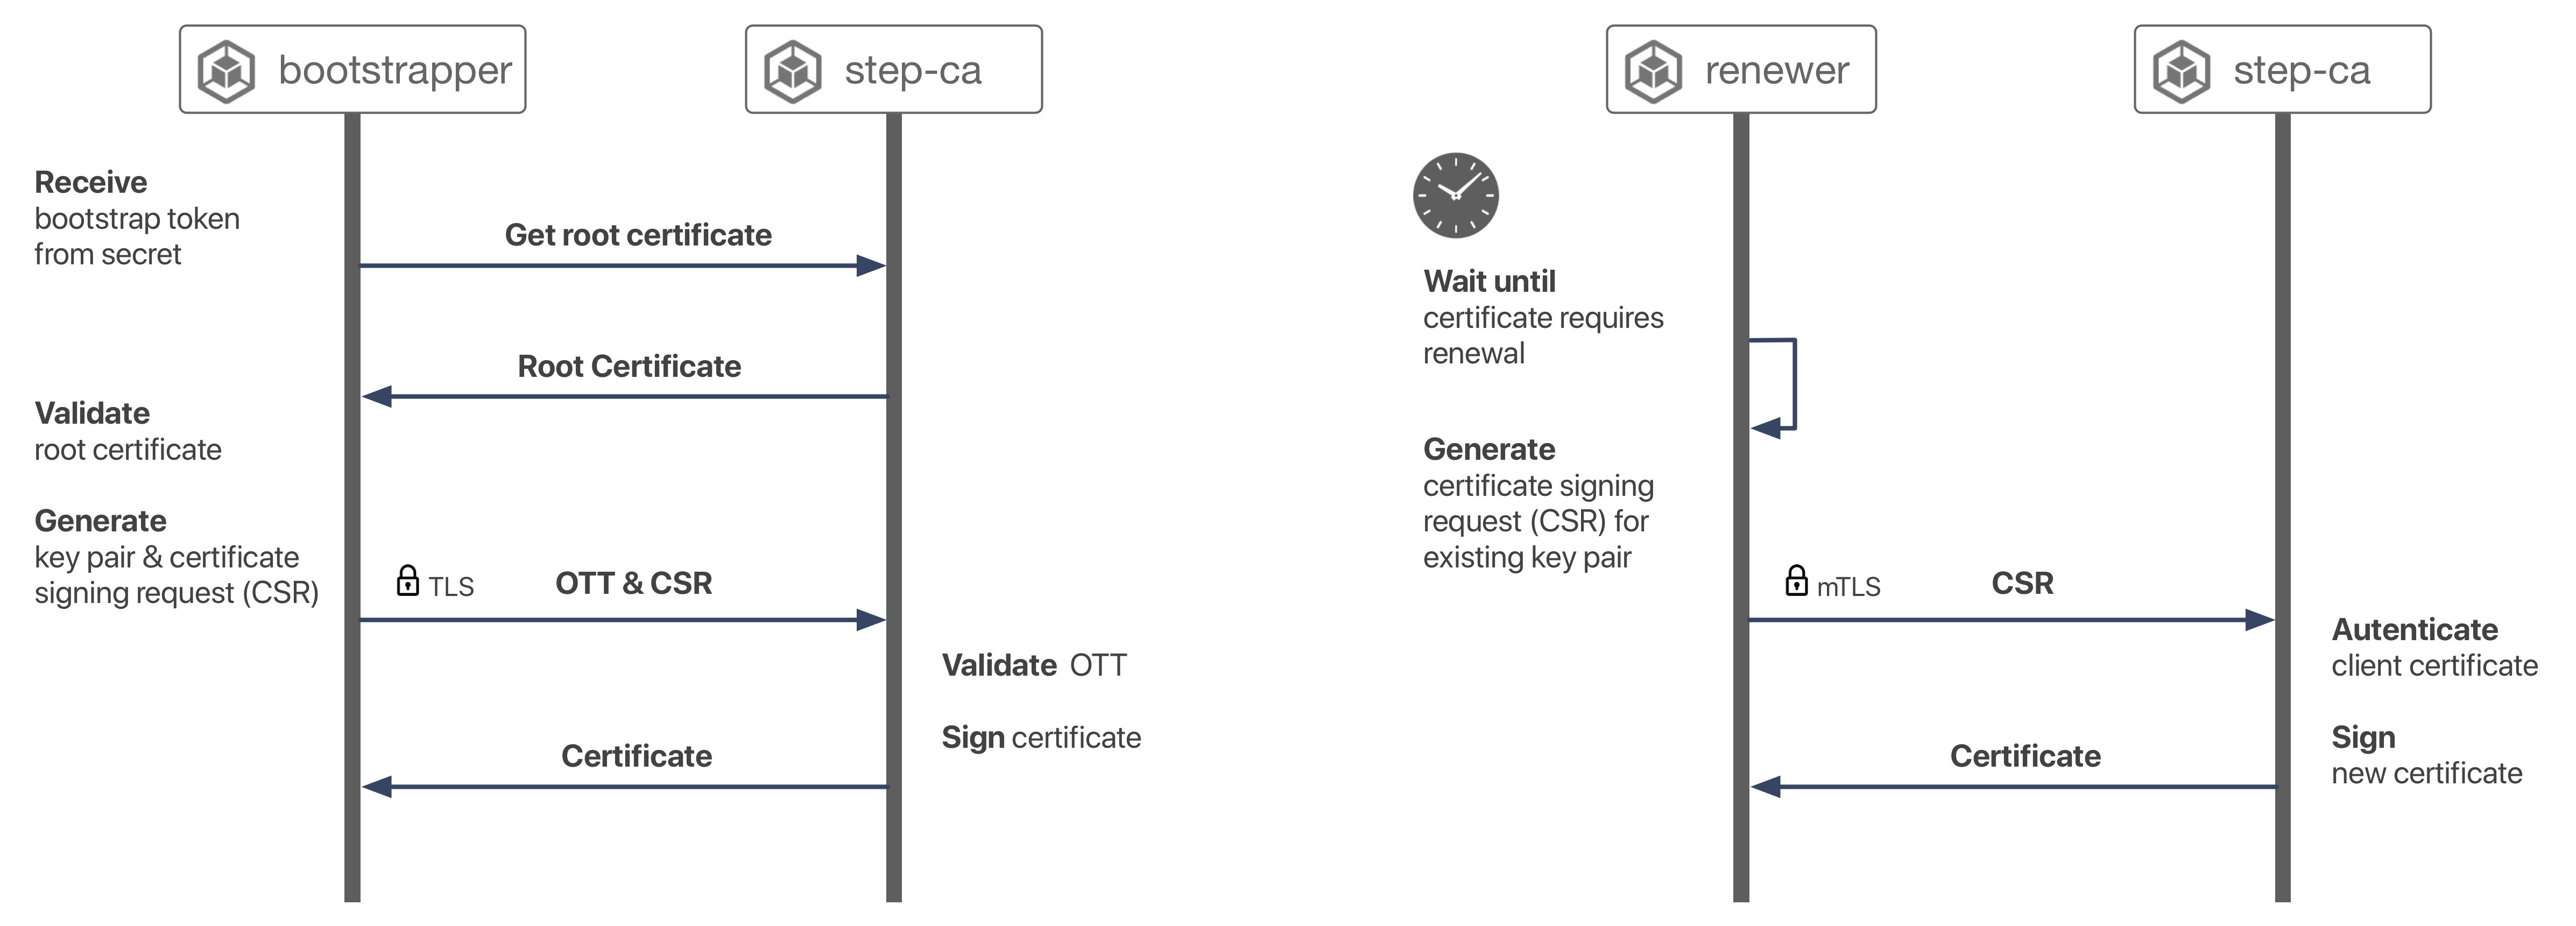 bootstrapper
step-ca
Receive
bootstrap token
from secret
Get root certificate
Root Certificate
Validate
root certificate
Generate
key pair & certificate
signing request (CSR)
TLS
OTT & CSR
Validate OTT
Sign certificate
Certificate
renewer
step-ca
Wait until
certificate requires
renewal
Generate
certificate signing
request (CSR) for
existing key pair
mTLS
CSR
Autenticate
client certificate
Sign
new certificate
Certificate